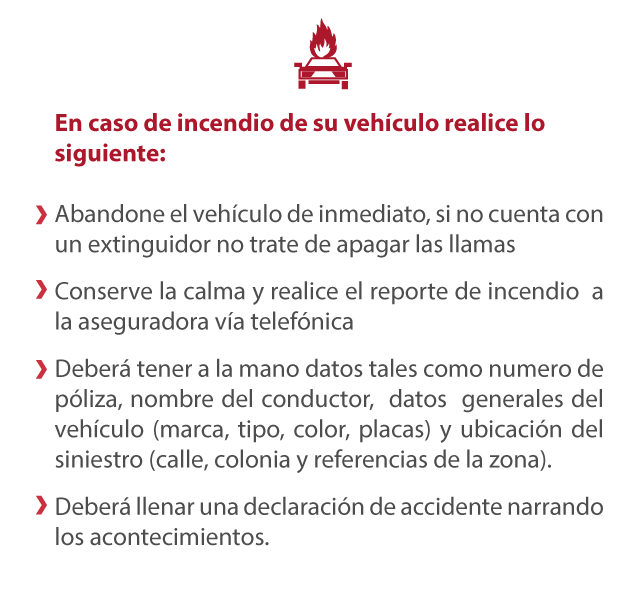 En caso de incendio de su vehículo realice lo
siguiente:
Abandone el vehículo de inmediato, si no cuenta con
un extinguidor no trate de apagar las llamas
Conserve la calma y realice el reporte de incendio a
la aseguradora vía telefónica
Deberá tener a la mano datos tales como numero de
póliza, nombre del conductor, datos generales del
vehículo (marca, tipo, color, placas) y ubicación del
siniestro (calle, colonia y referencias de la zona).
Deberá llenar una declaración de accidente narrando
los acontecimientos.